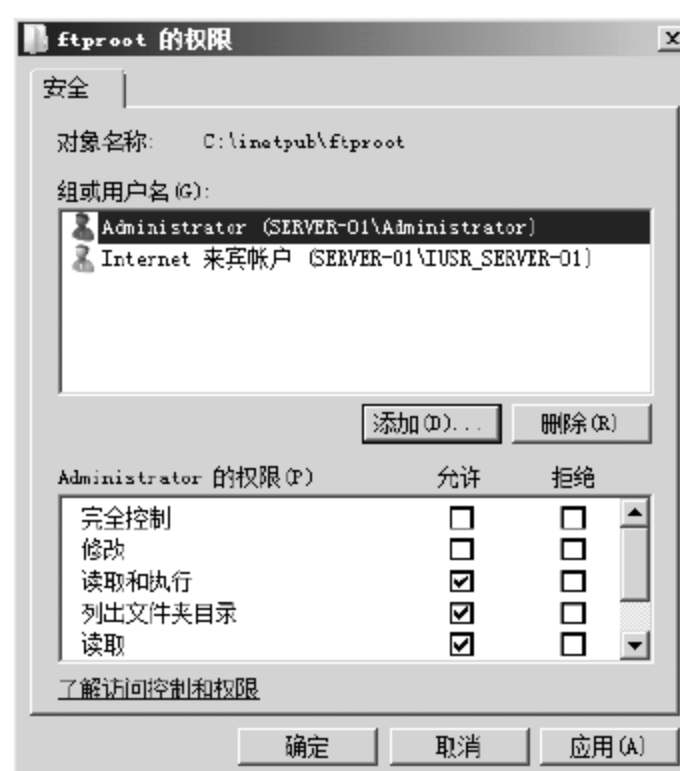 ftproot 的权限
安全
对象名称: C:\inetpub\ftproot
组或用户名(G):
Administrator (SERVER-01\Administrator)
Internet 来宾帐户 (SERVER-01\IUSR_SERVER-01)
添加(D)... 删除(R)
Administrator 的权限(P) 允许 拒绝
完全控制
修改
读取和执行
列出文件夹目录
读取
了解访问控制和权限
确定 取消 应用(A)